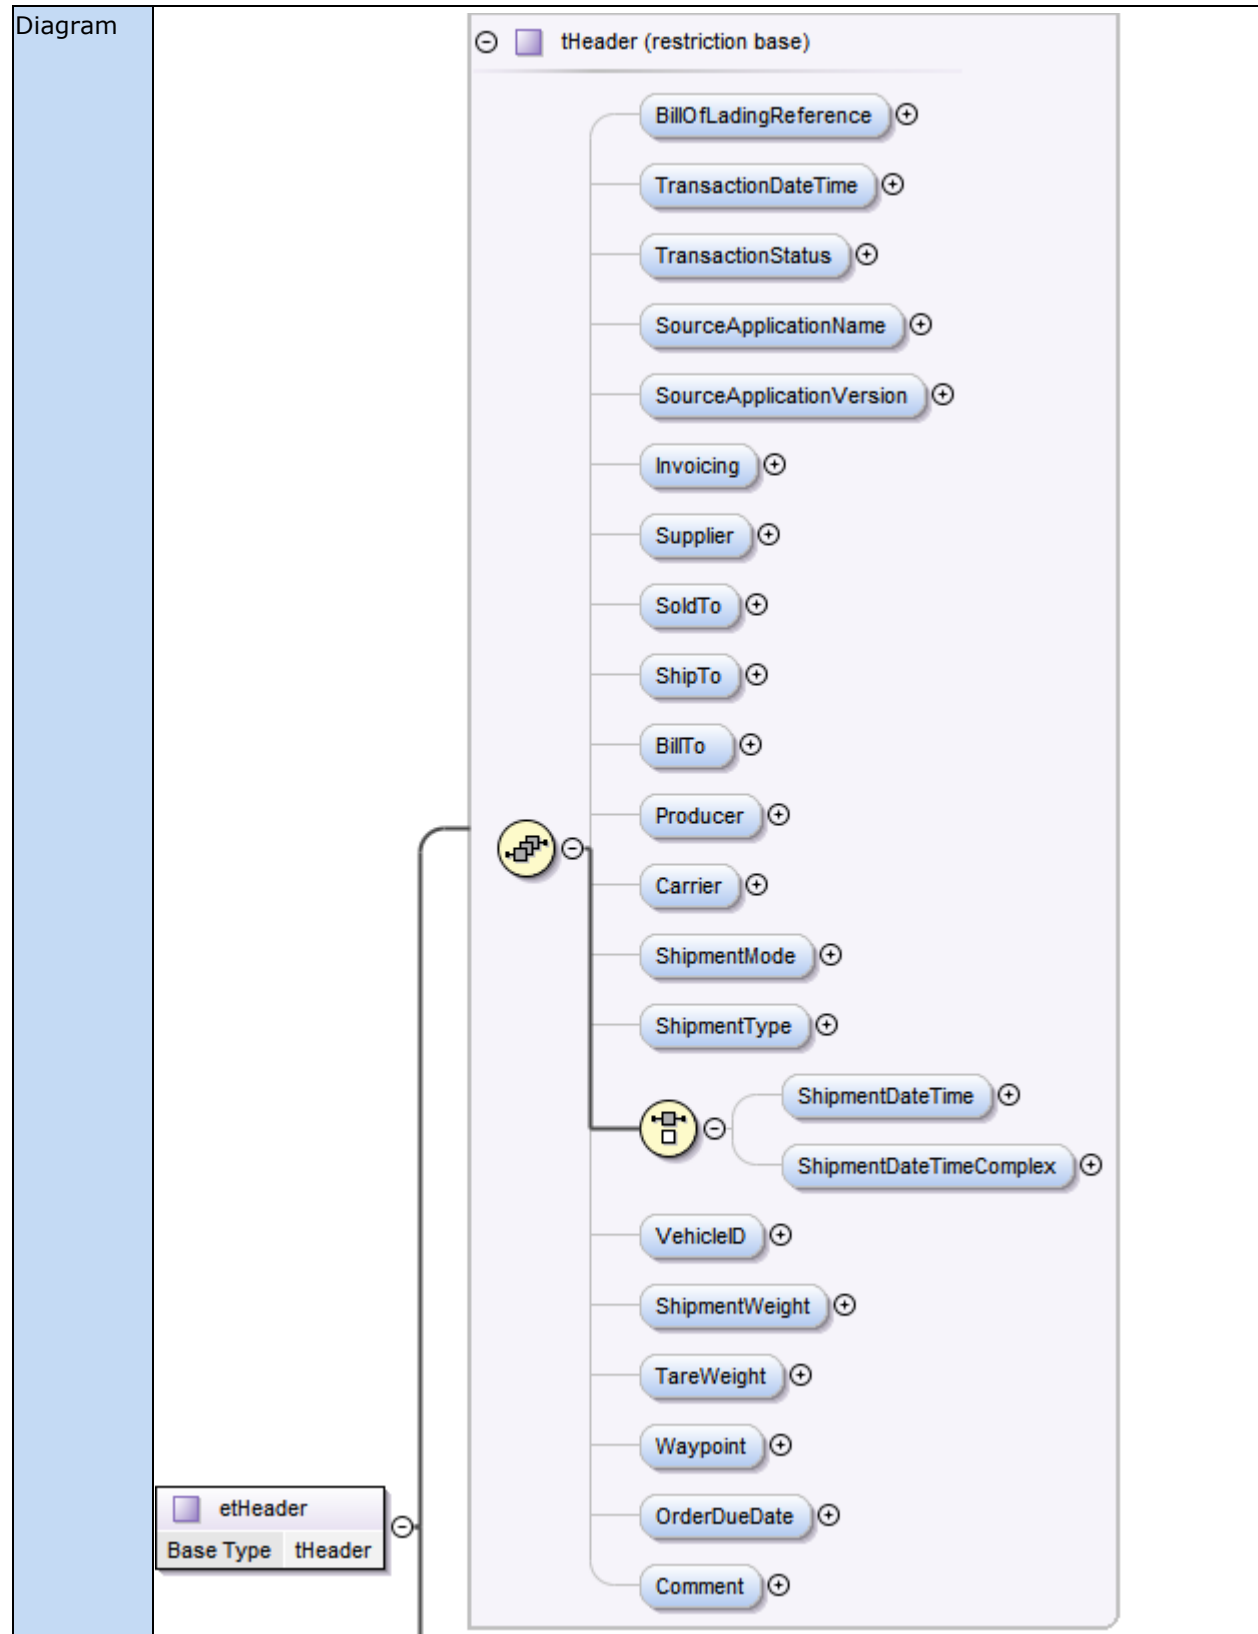 Diagram
tHeader (restriction base)
BillOfLadingReference
TransactionDateTime
TransactionStatus
SourceApplicationName
SourceApplicationVersion
Invoicing
Supplier
SoldTo
ShipTo
BillTo
Producer
Carrier
ShipmentMode
ShipmentType
ShipmentDateTime
ShipmentDateTimeComplex
VehicleID
ShipmentWeight
TareWeight
Waypoint
OrderDueDate
Comment
etHeader
Base Type tHeader